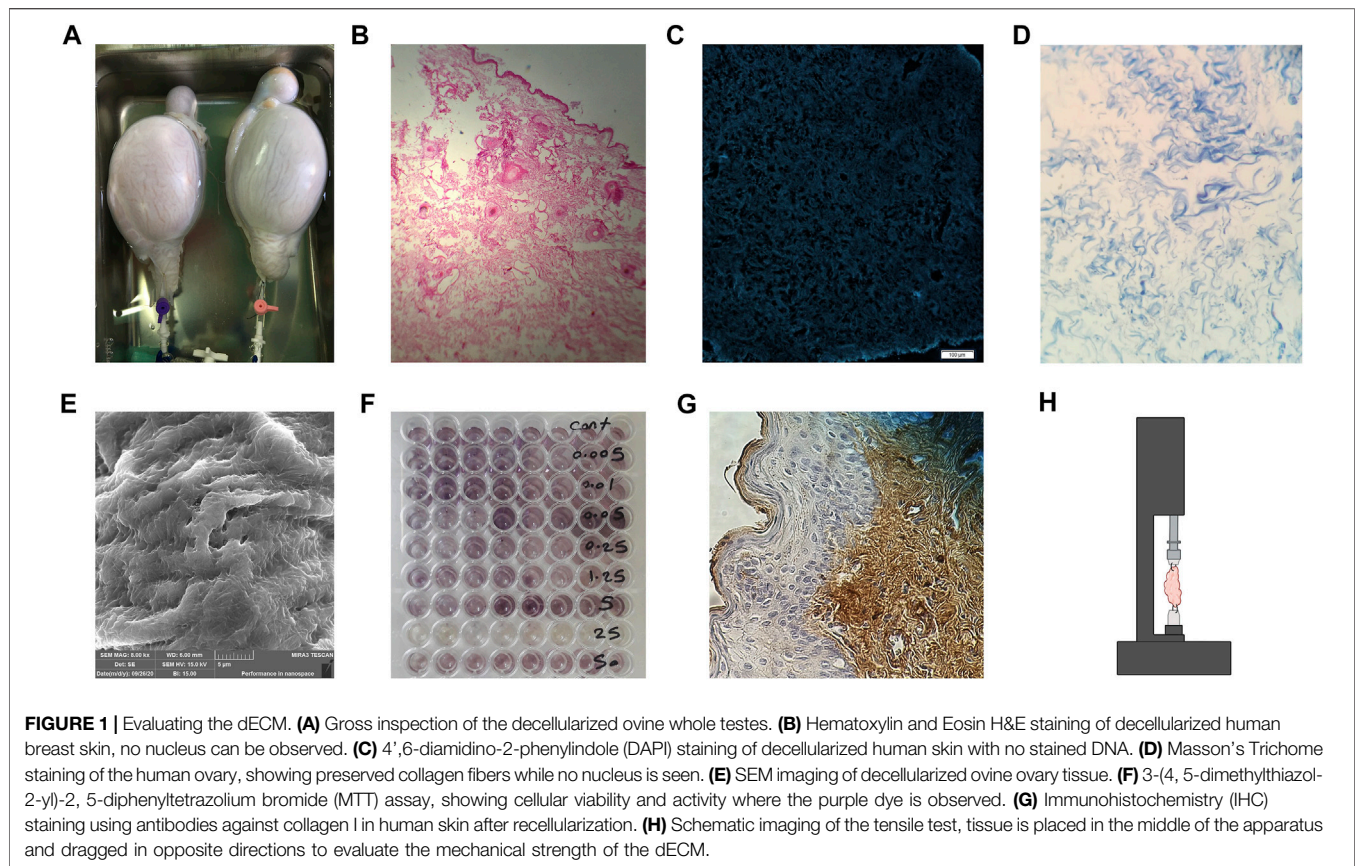 A
B
C
D
100 µm
E
F
G
H
SEM MAG: 8.00 kx
WD: 6.00 mm
MIRA3 TESCAN
Det: SE
SEM HV: 15.0 kV
5 µm
Date(m/d/y): 09/26/20
BI: 15.00
Performance in nanospace
cont
0.005
0.01
0.05
0.25
1.25
5
25
50
FIGURE 1 | Evaluating the dECM. (A) Gross inspection of the decellularized ovine whole testes. (B) Hematoxylin and Eosin H&E staining of decellularized human
breast skin, no nucleus can be observed. (C) 4’,6-diamidino-2-phenylindole (DAPI) staining of decellularized human skin with no stained DNA. (D) Masson’s Trichome
staining of the human ovary, showing preserved collagen fibers while no nucleus is seen. (E) SEM imaging of decellularized ovine ovary tissue. (F) 3-(4, 5-dimethylthiazol-
2-yl)-2, 5-diphenyltetrazolium bromide (MTT) assay, showing cellular viability and activity where the purple dye is observed. (G) Immunohistochemistry (IHC)
staining using antibodies against collagen I in human skin after recellularization. (H) Schematic imaging of the tensile test, tissue is placed in the middle of the apparatus
and dragged in opposite directions to evaluate the mechanical strength of the dECM.